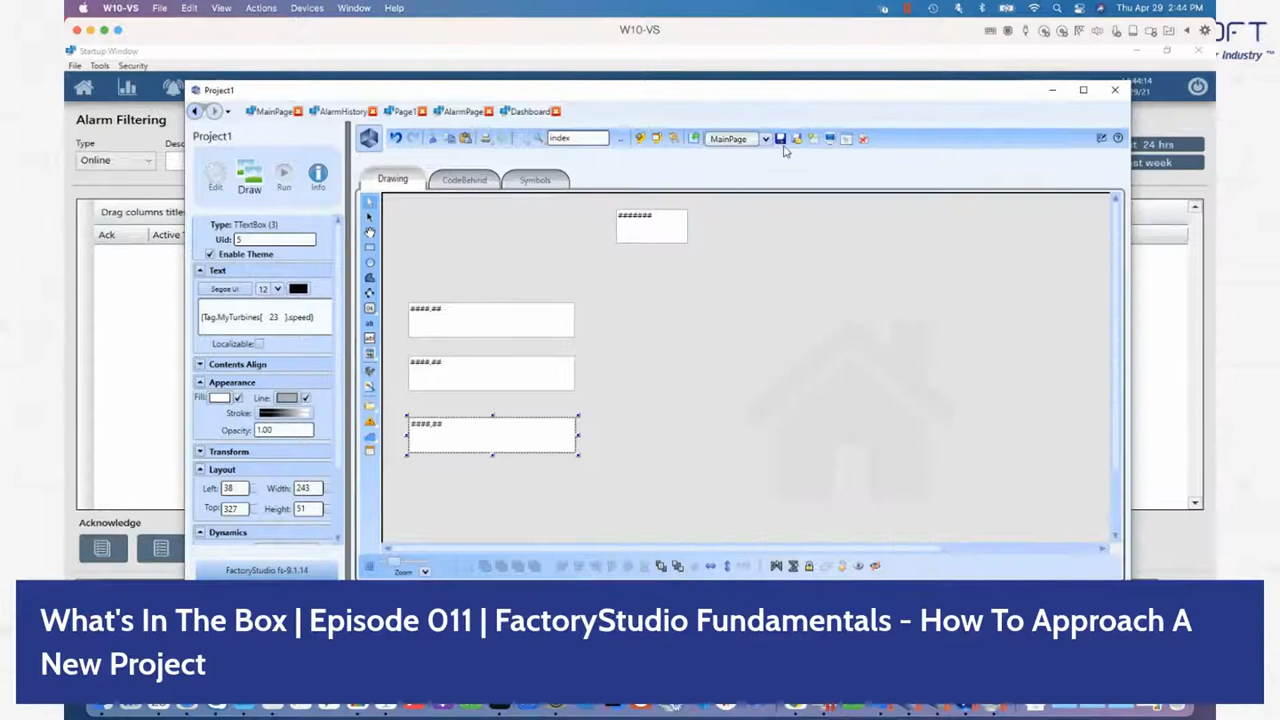 W10-VS File Edit View Actions Devices Window Help
Thu Apr 29 2:44 PM
W10-VS
Startup Window
File Tools Security
Project1
Alarm Filtering
Type
Online
MainPage AlarmHistory Page1 AlarmPage Dashboard
Project1
index
MainPage
Edit Draw Run Info
Drawing CodeBehind Symbols
24 hrs
st week
Drag columns title
Ack Active
Type: TTextBox (3)
Uid: 5
Enable Theme
Text
Segoe UI 12
{Tag.MyTurbines[ 23 ].speed}
Localizable:
Contents Align
Appearance
Fill: Line:
Stroke:
Opacity: 1.00
Transform
Layout
Left: 38 Width: 243
Top: 327 Height: 51
Dynamics
FactoryStudio fs-9.1.14
#######
####.##
####.##
####.##
Zoom
Acknowledge
What's In The Box | Episode 011 | FactoryStudio Fundamentals - How To Approach A
New Project